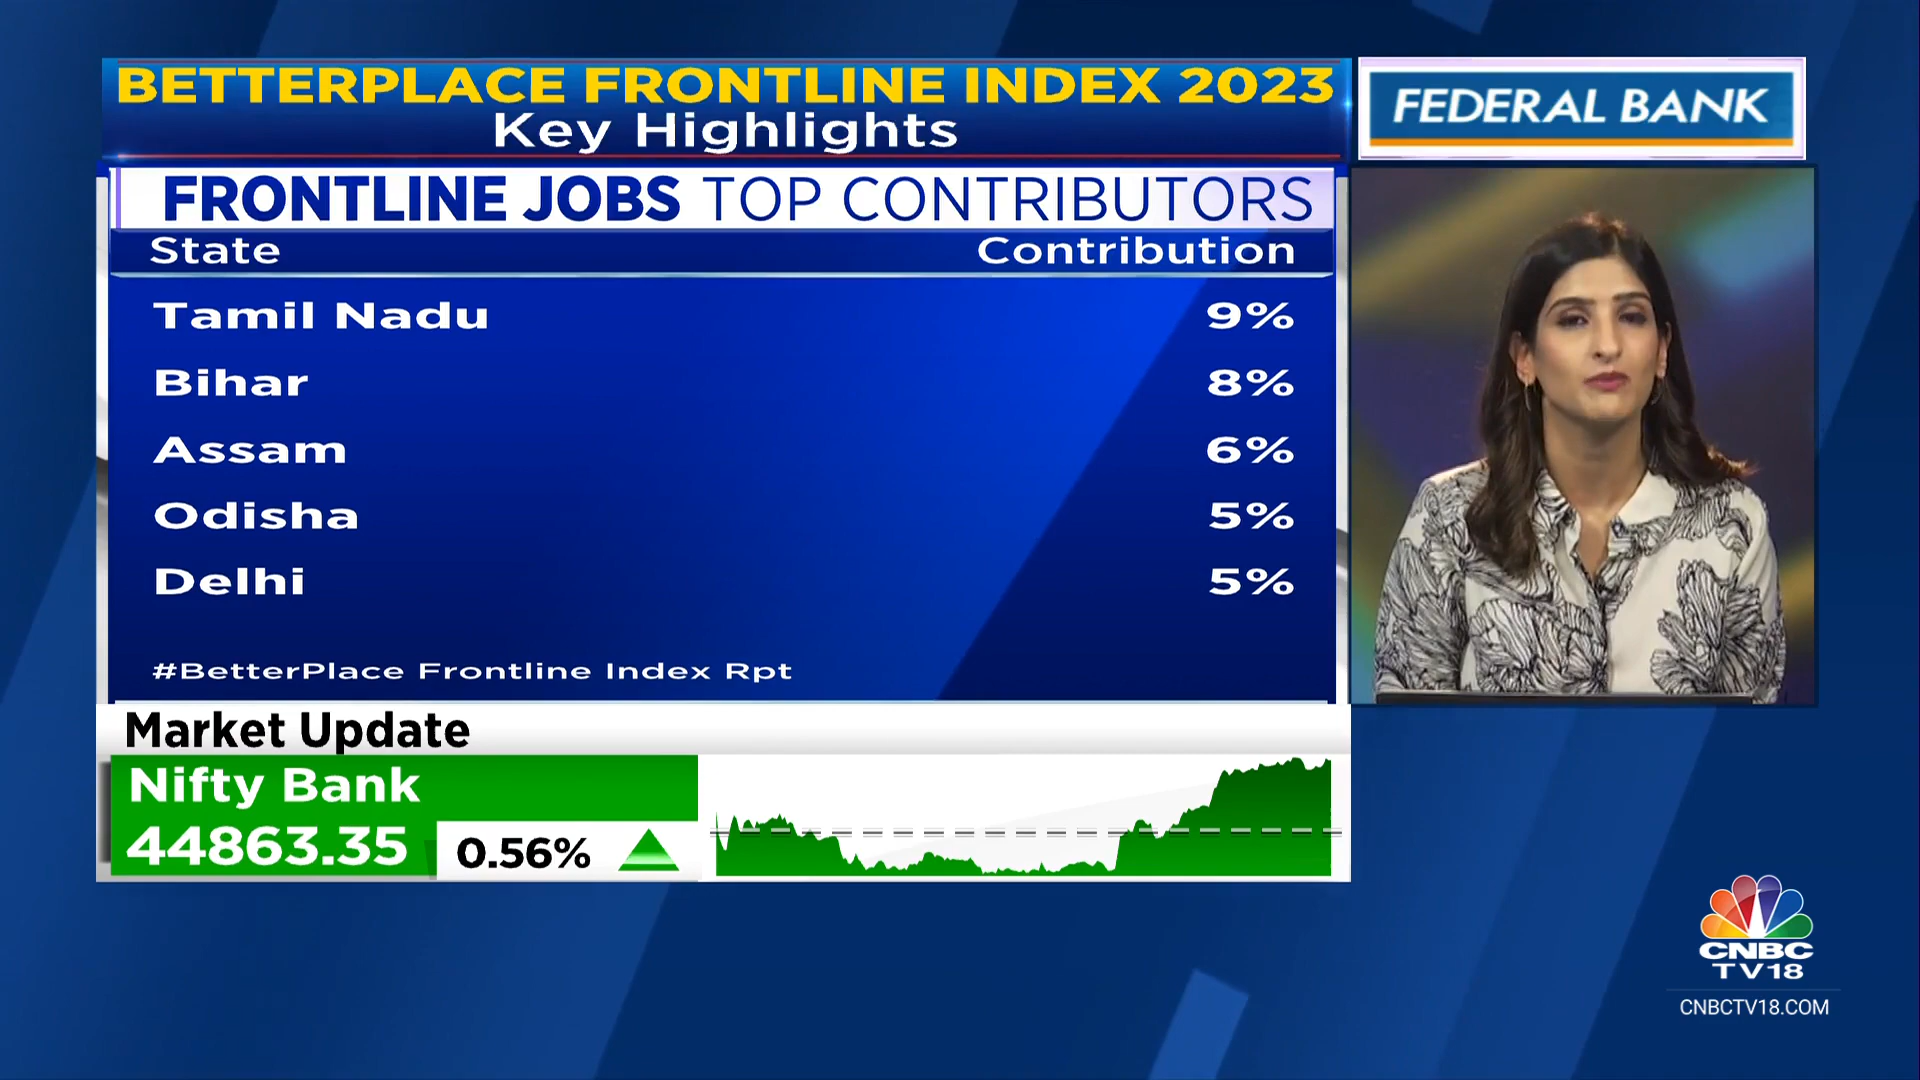 BETTERPLACE FRONTLINE INDEX 2023
Key Highlights
FEDERAL BANK
FRONTLINE JOBS TOP CONTRIBUTORS
State Contribution
Tamil Nadu 9%
Bihar 8%
Assam 6%
Odisha 5%
Delhi 5%
#BetterPlace Frontline Index Rpt
Market Update
Nifty Bank
44863.35 0.56%
CNBC
TV18
CNBCTV18.COM